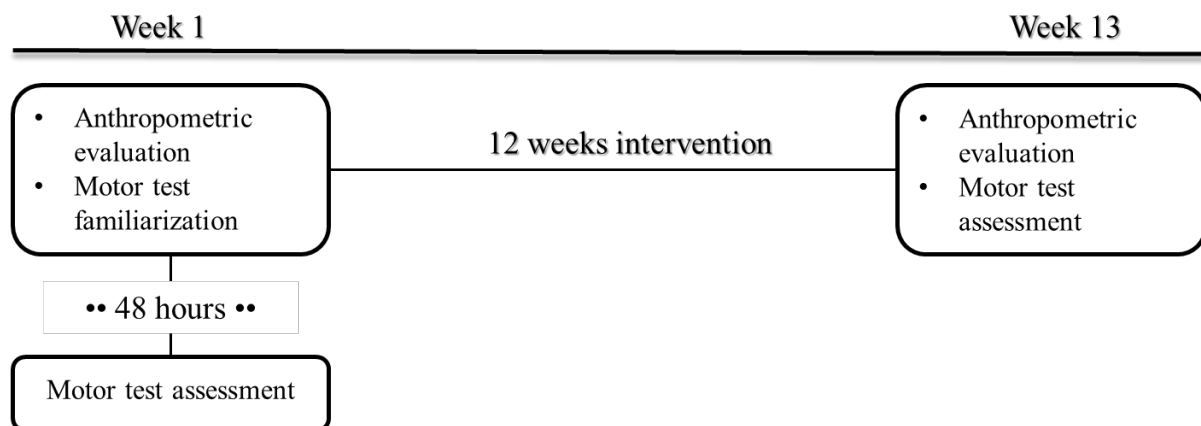 Week 1
Week 13
• Anthropometric
evaluation
• Motor test
familiarization
12 weeks intervention
• Anthropometric
evaluation
• Motor test
assessment
•• 48 hours ••
Motor test assessment